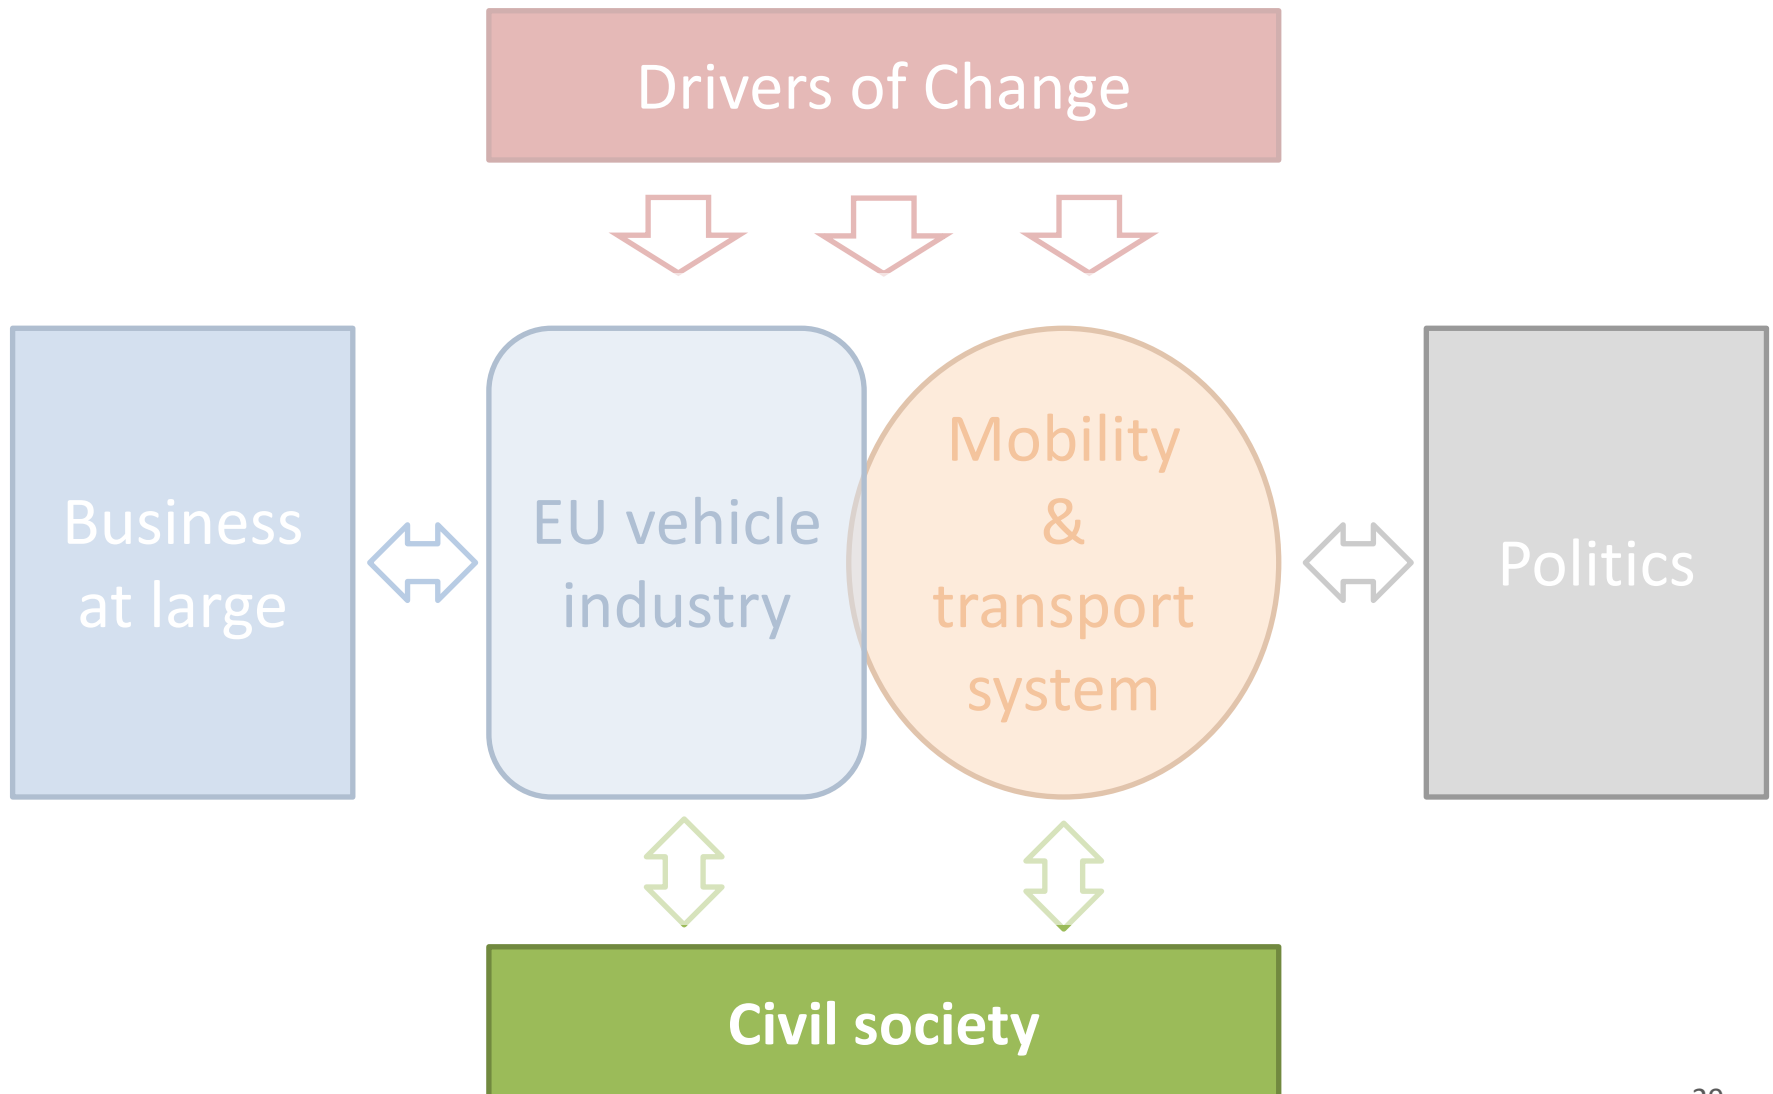 Drivers of Change
Business
at large
EU vehicle
industry
Mobility
&
transport
system
Politics
Civil society